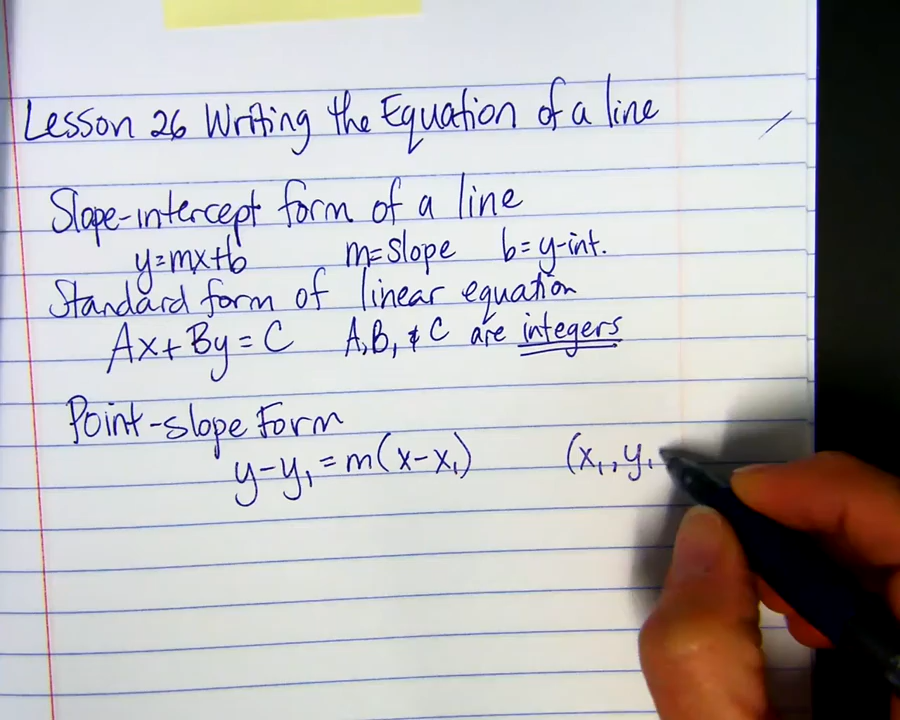 Lesson 26 Writing the Equation of a line
Slope-intercept form of a line
y=mx+b m=slope b=y-int.
Standard form of linear equation
Ax+By=C A,B, & C are integers
Point-slope Form
y-y₁=m(x-x₁) (x₁,y₁